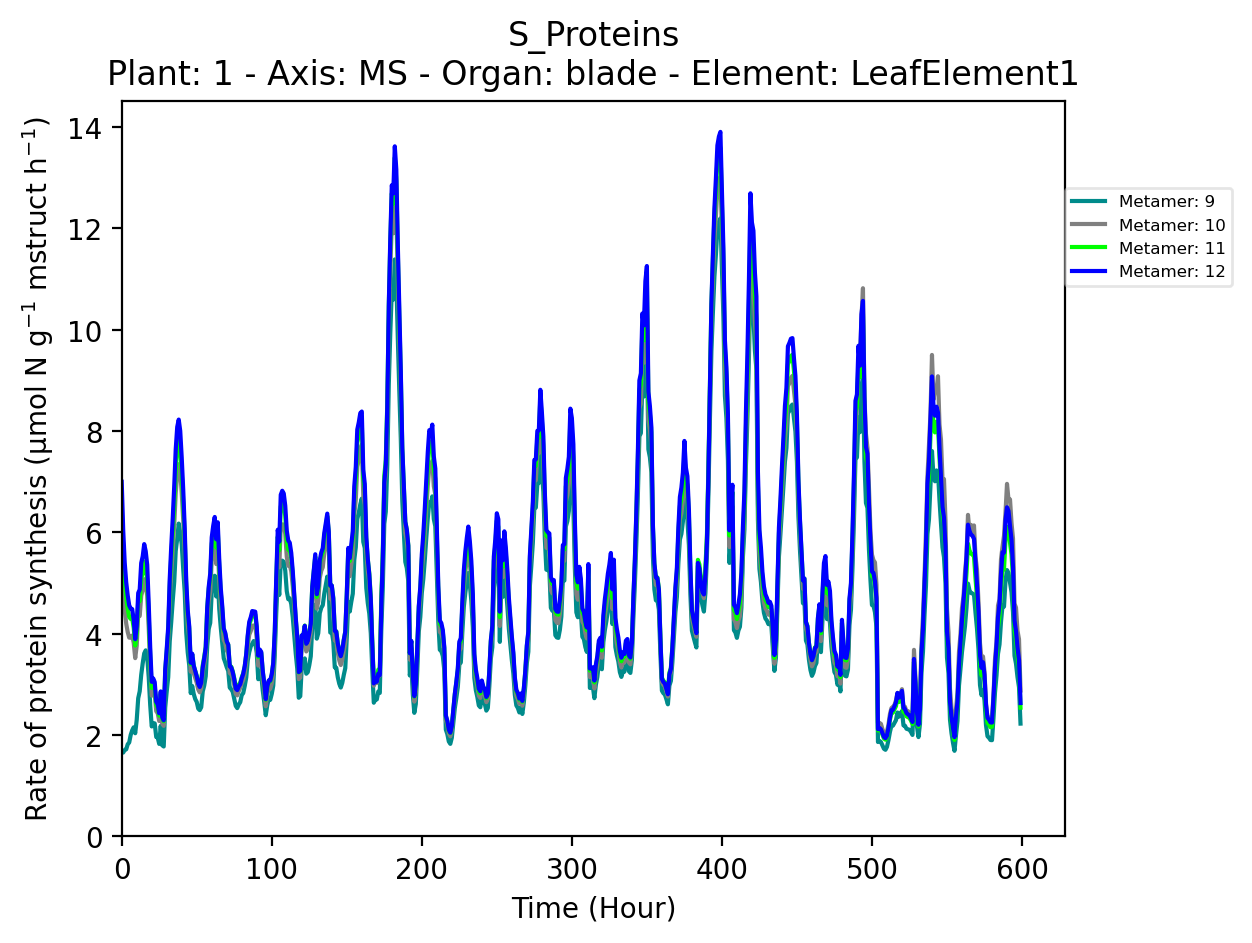 S_Proteins
Plant: 1 - Axis: MS - Organ: blade - Element: LeafElement1
Rate of protein synthesis (µmol N g⁻¹ mstruct h⁻¹)
14
12
10
8
6
4
2
0
0 100 200 300 400 500 600
Time (Hour)
Metamer: 9
Metamer: 10
Metamer: 11
Metamer: 12